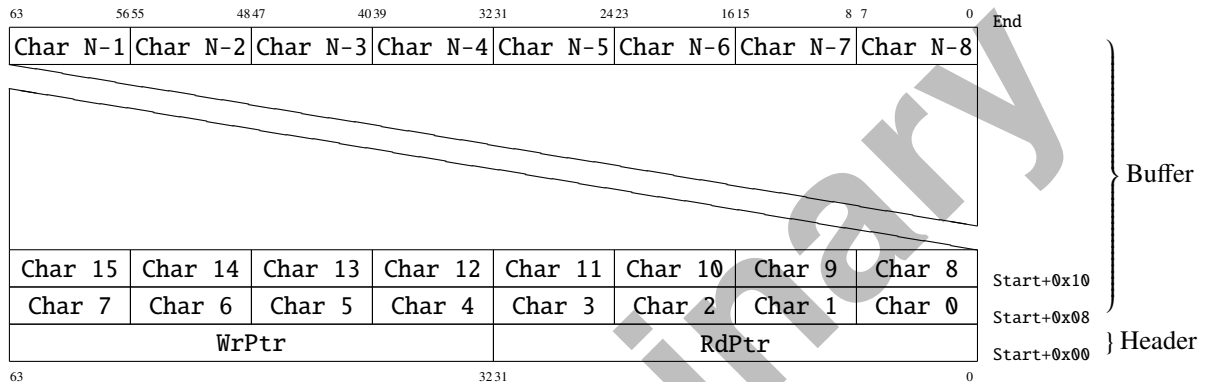 63 56 55 48 47 40 39 32 31 24 23 16 15 8 7 0
End
Char N-1 Char N-2 Char N-3 Char N-4 Char N-5 Char N-6 Char N-7 Char N-8
Buffer
Char 15 Char 14 Char 13 Char 12 Char 11 Char 10 Char 9 Char 8
Start+0x10
Char 7 Char 6 Char 5 Char 4 Char 3 Char 2 Char 1 Char 0
Start+0x08
WrPtr RdPtr
Header
Start+0x00
63 32 31 0
inary